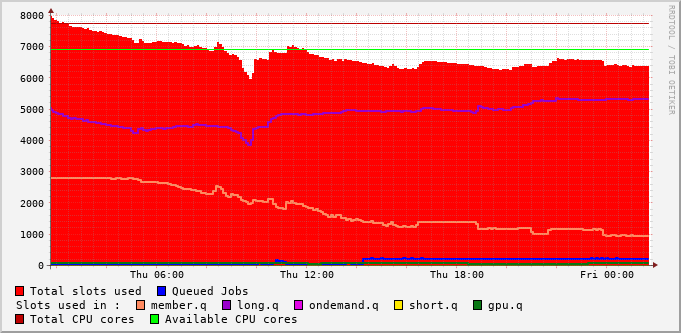 8000
7000
6000
5000
4000
3000
2000
1000
0
Thu 06:00 Thu 12:00 Thu 18:00 Fri 00:00
RRDTOOL / TOBI OETIKER
Total slots used Queued Jobs
Slots used in : member.q long.q ondemand.q short.q gpu.q
Total CPU cores Available CPU cores